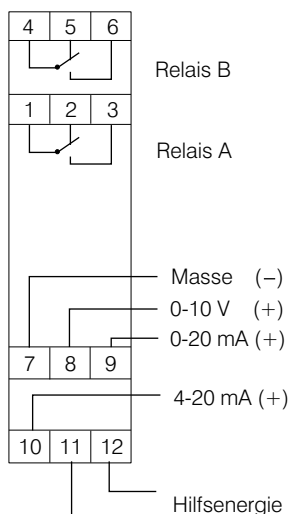 4 5 6
Relais B
1 2 3
Relais A
Masse (−)
0-10 V (+)
0-20 mA (+)
7 8 9
4-20 mA (+)
10 11 12
Hilfsenergie